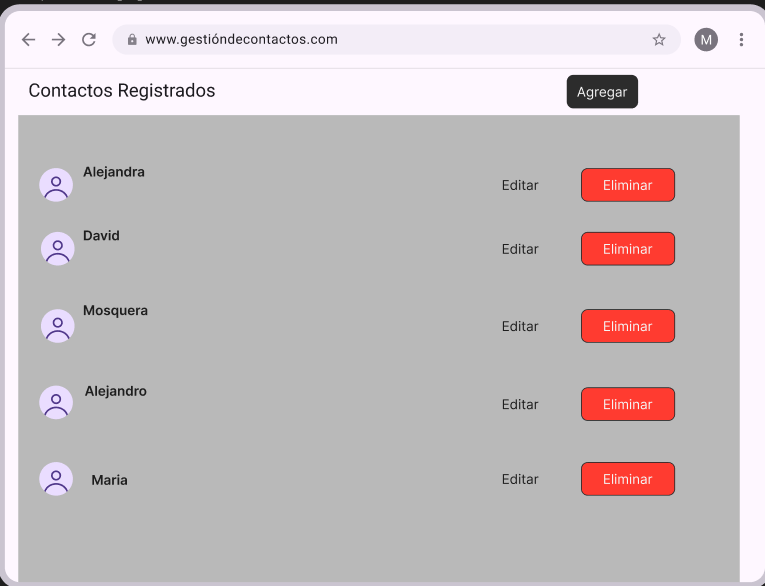 www.gestióndecontactos.com
M
Contactos Registrados
Agregar
Alejandra
Editar
Eliminar
David
Editar
Eliminar
Mosquera
Editar
Eliminar
Alejandro
Editar
Eliminar
Maria
Editar
Eliminar